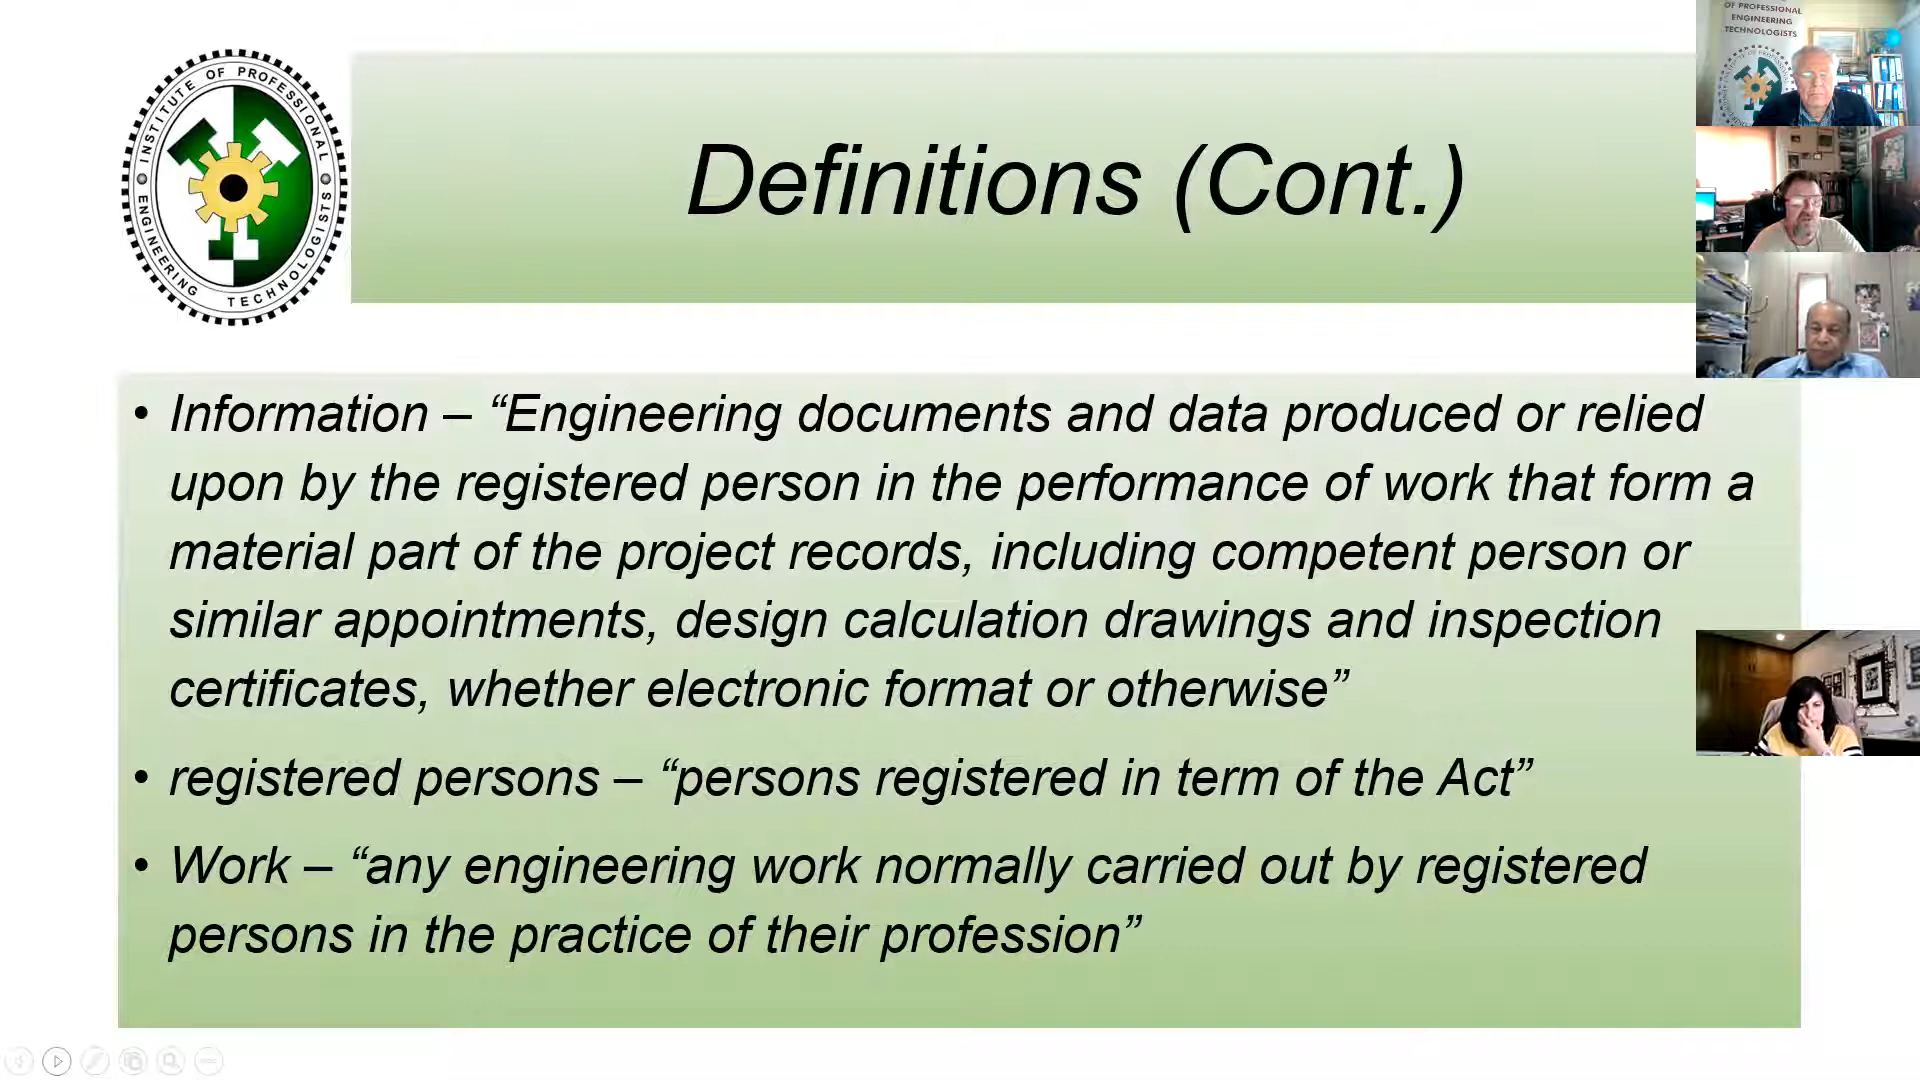 INSTITUTE OF PROFESSIONAL
ENGINEERING TECHNOLOGISTS
Definitions (Cont.)
OF PROFESSIONAL
ENGINEERING
TECHNOLOGISTS
• Information – “Engineering documents and data produced or relied
upon by the registered person in the performance of work that form a
material part of the project records, including competent person or
similar appointments, design calculation drawings and inspection
certificates, whether electronic format or otherwise”
• registered persons – “persons registered in term of the Act”
• Work – “any engineering work normally carried out by registered
persons in the practice of their profession”